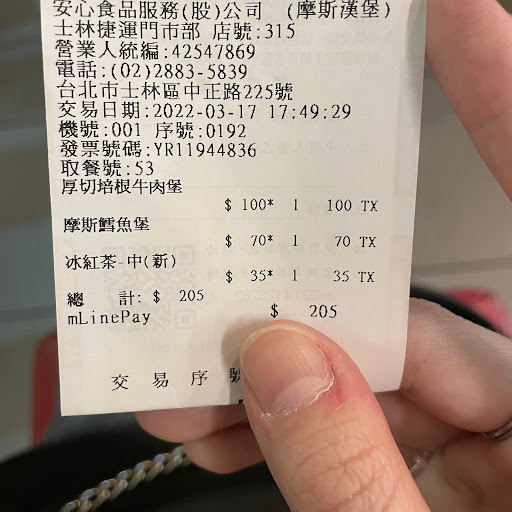 安心食品服務(股)公司 (摩斯漢堡)
士林捷運門市部 店號:315
營業人統編:42547869
電話:(02)2883-5839
台北市士林區中正路225號
交易日期:2022-03-17 17:49:29
機號:001 序號:0192
發票號碼:YR11944836
取餐號:53
厚切培根牛肉堡
$ 100* 1 100 TX
摩斯鱈魚堡
$ 70* 1 70 TX
冰紅茶-中(新)
$ 35* 1 35 TX
總 計: $ 205
mLinePay $ 205
交 易 序 號